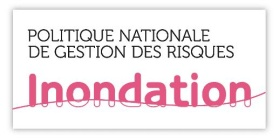 POLITIQUE NATIONALE
DE GESTION DES RISQUES
Inondation